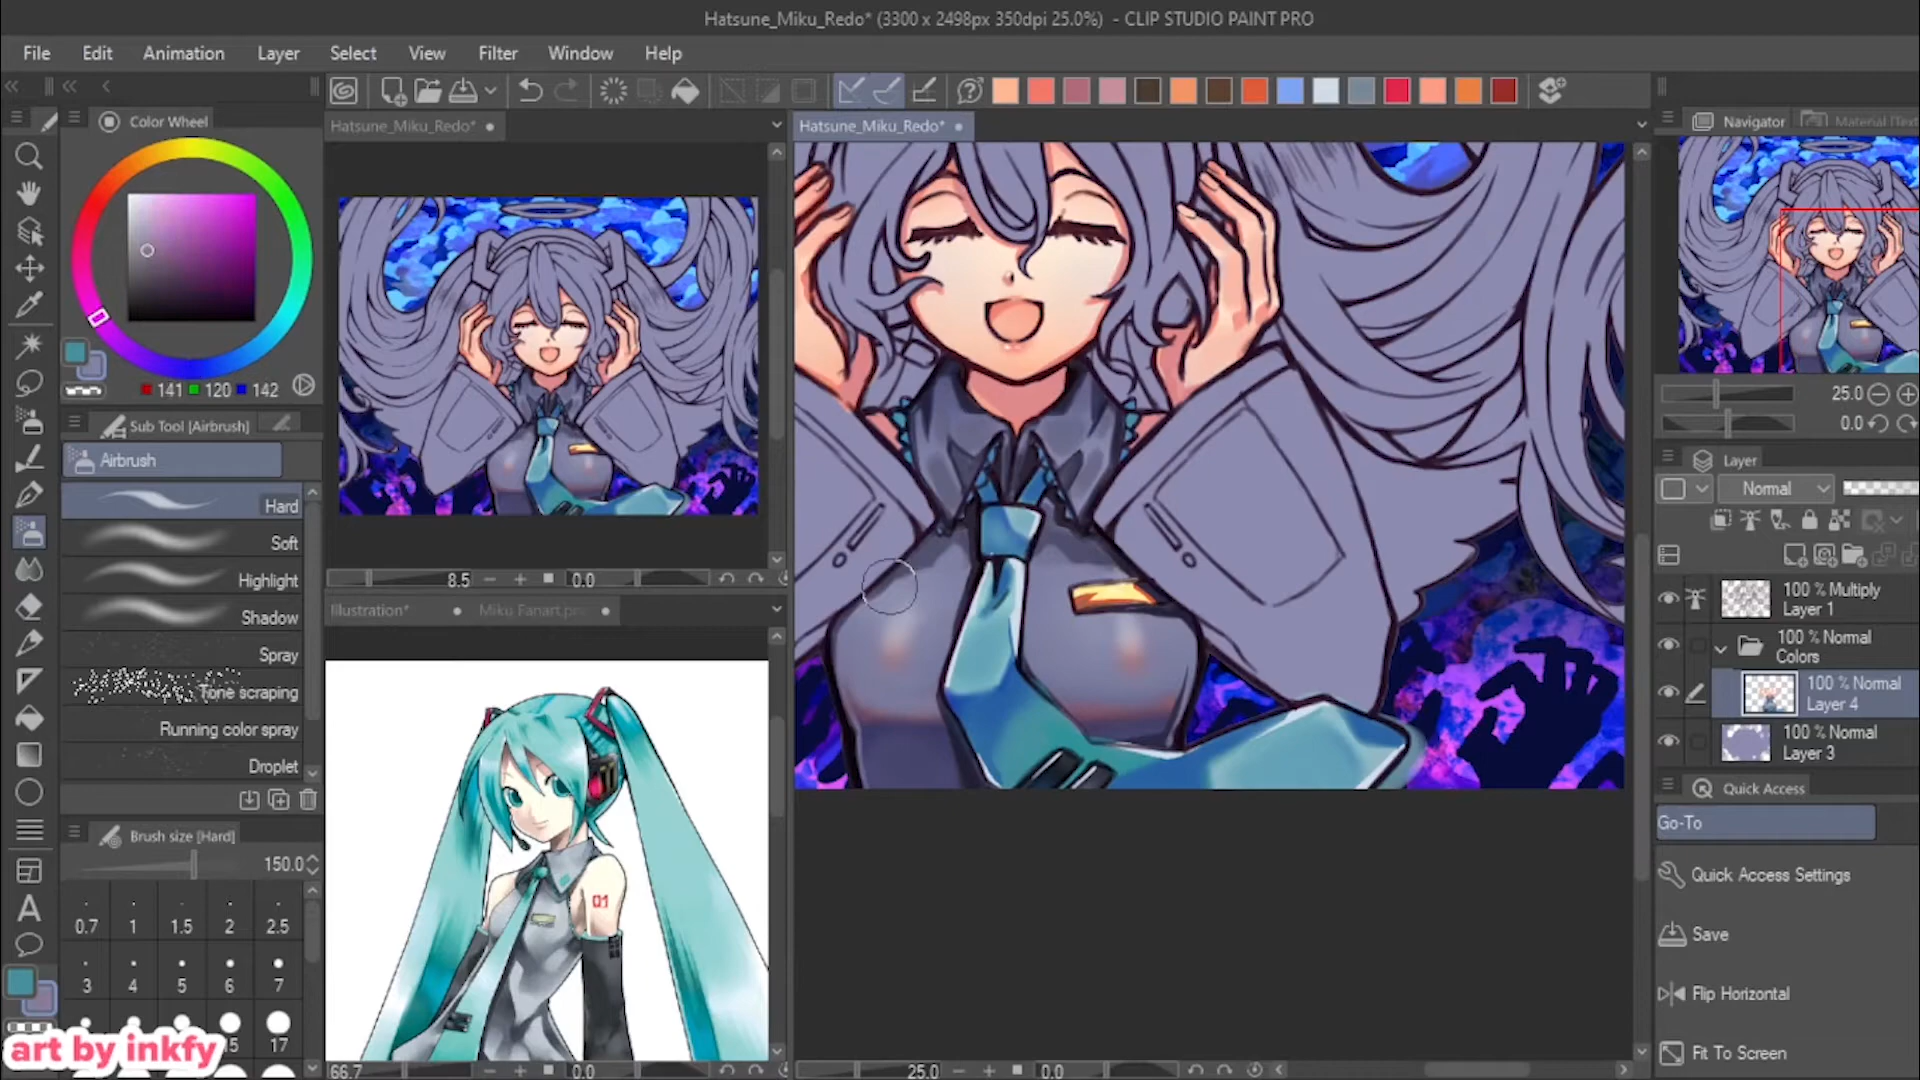 Hatsune_Miku_Redo* (3300 x 2498px 350dpi 25.0%) - CLIP STUDIO PAINT PRO
File Edit Animation Layer Select View Filter Window Help
Color Wheel
Hatsune_Miku_Redo*
Hatsune_Miku_Redo*
Navigator
141 120 142
Sub Tool [Airbrush]
Airbrush
Hard
Soft
Highlight
Shadow
Spray
Tone scraping
Running color spray
Droplet
Brush size [Hard]
150.0
0.7 1 1.5 2 2.5
3 4 5 6 7
15 17
8.5 0.0
Illustration*
Miku Fanart.pn
01
66.7 0.0
25.0 0.0
25.0
0.0
Layer
Normal
100 % Multiply
Layer 1
100 % Normal
Colors
100 % Normal
Layer 4
100 % Normal
Layer 3
Quick Access
Go-To
Quick Access Settings
Save
Flip Horizontal
Fit To Screen
A
art by inkfy